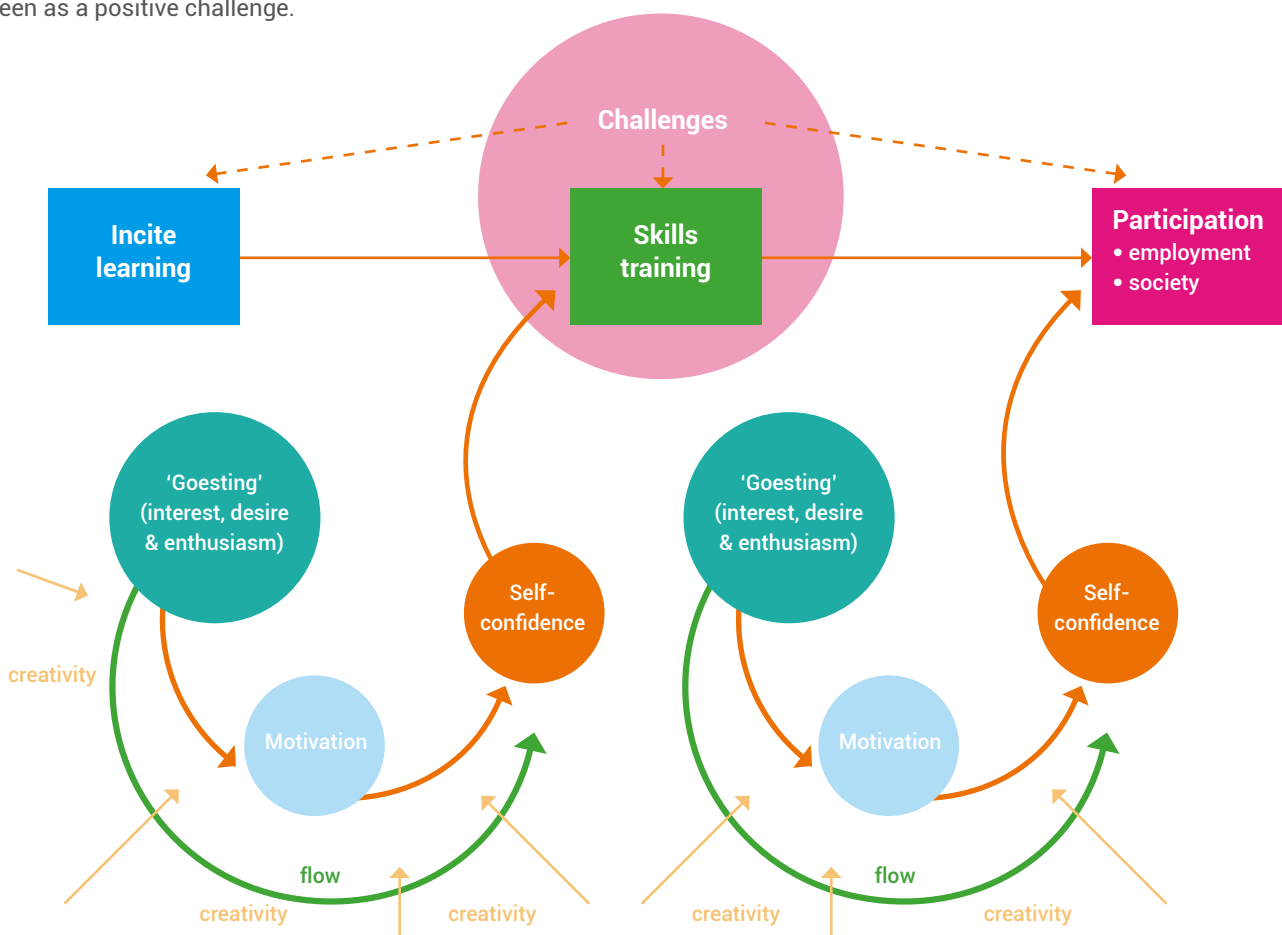 een as a positive challenge.
Challenges
Incite
learning
Skills
training
Participation
• employment
• society
‘Goesting’
(interest, desire
& enthusiasm)
Self-
confidence
Motivation
creativity
flow
creativity
creativity
‘Goesting’
(interest, desire
& enthusiasm)
Self-
confidence
Motivation
flow
creativity
creativity